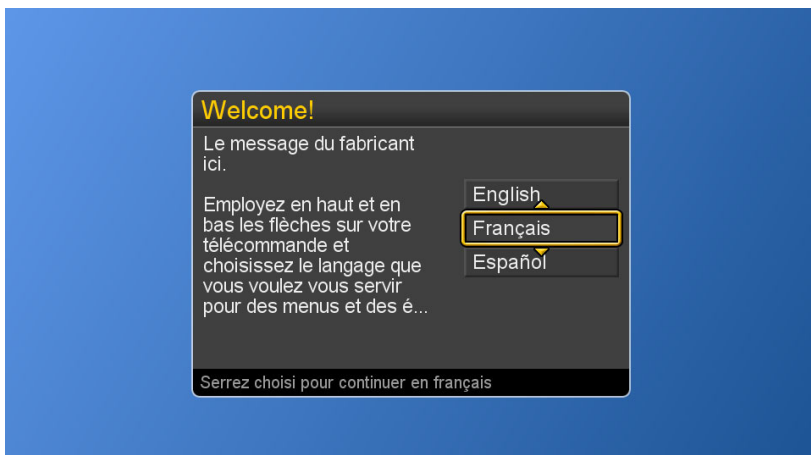 Welcome!
Le message du fabricant
ici.
Employez en haut et en
bas les flèches sur votre
télécommande et
choisissez le langage que
vous voulez vous servir
pour des menus et des é...
English
Français
Español
Serrez choisi pour continuer en français